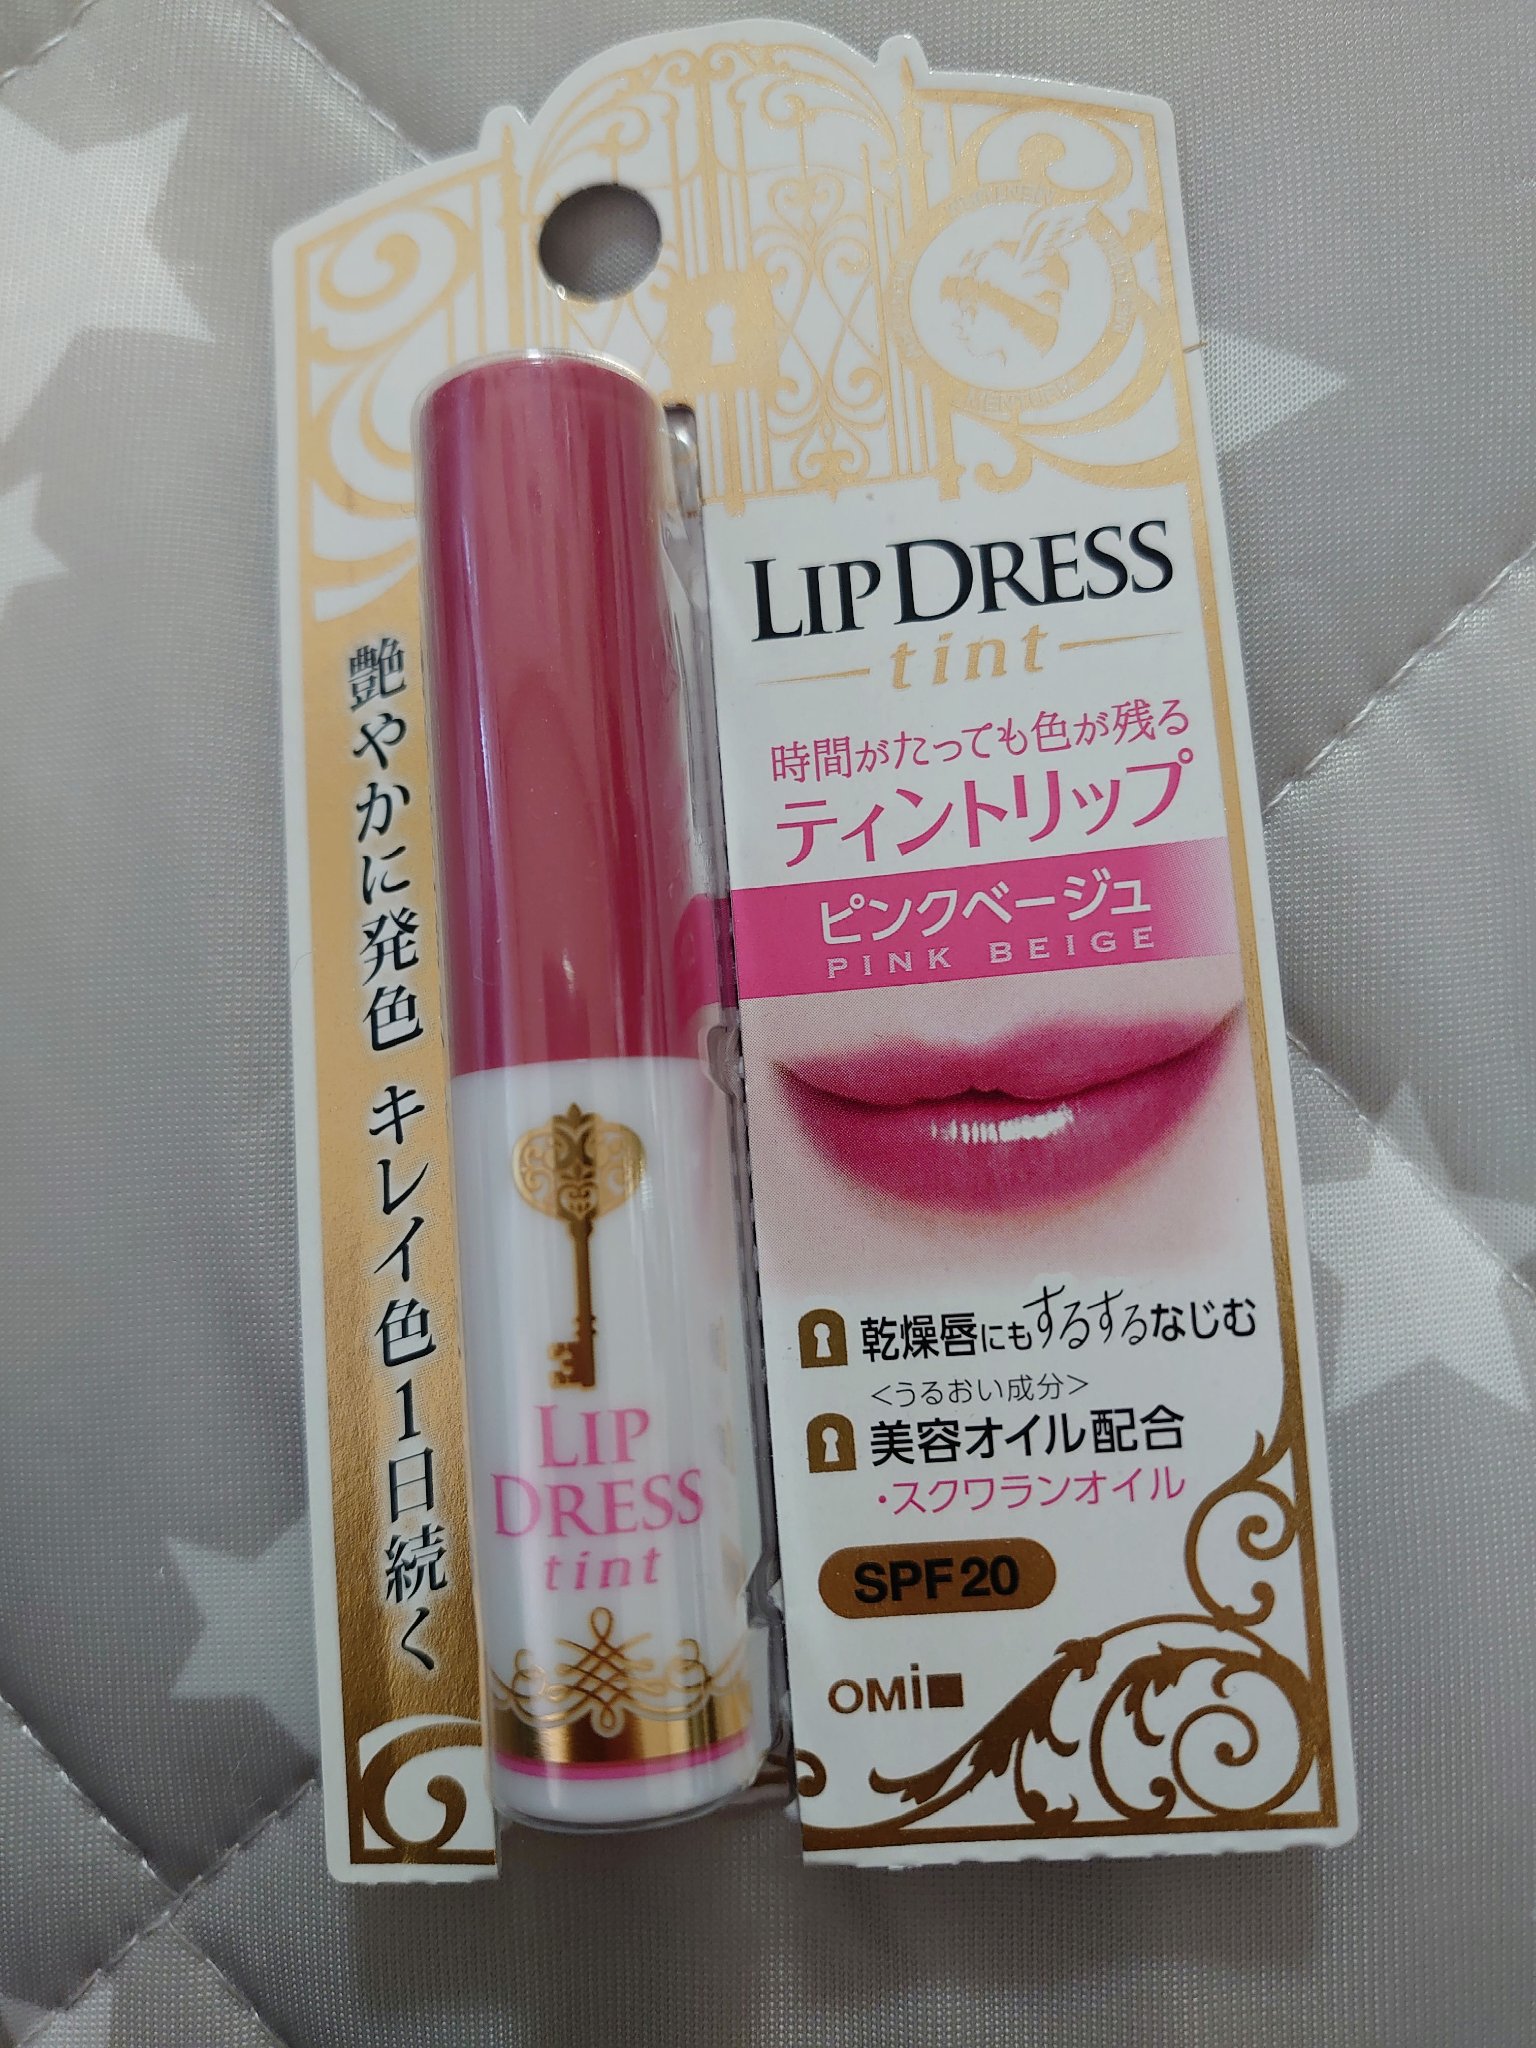 LIP DRESS
tint
時間がたっても色が残る
ティントリップ
ピンクベージュ
PINK BEIGE
艶やかに発色 キレイ色1日続く
LIP
DRESS
tint
乾燥唇にもするするなじむ
<うるおい成分>
美容オイル配合
・スクワランオイル
SPF20
OMi